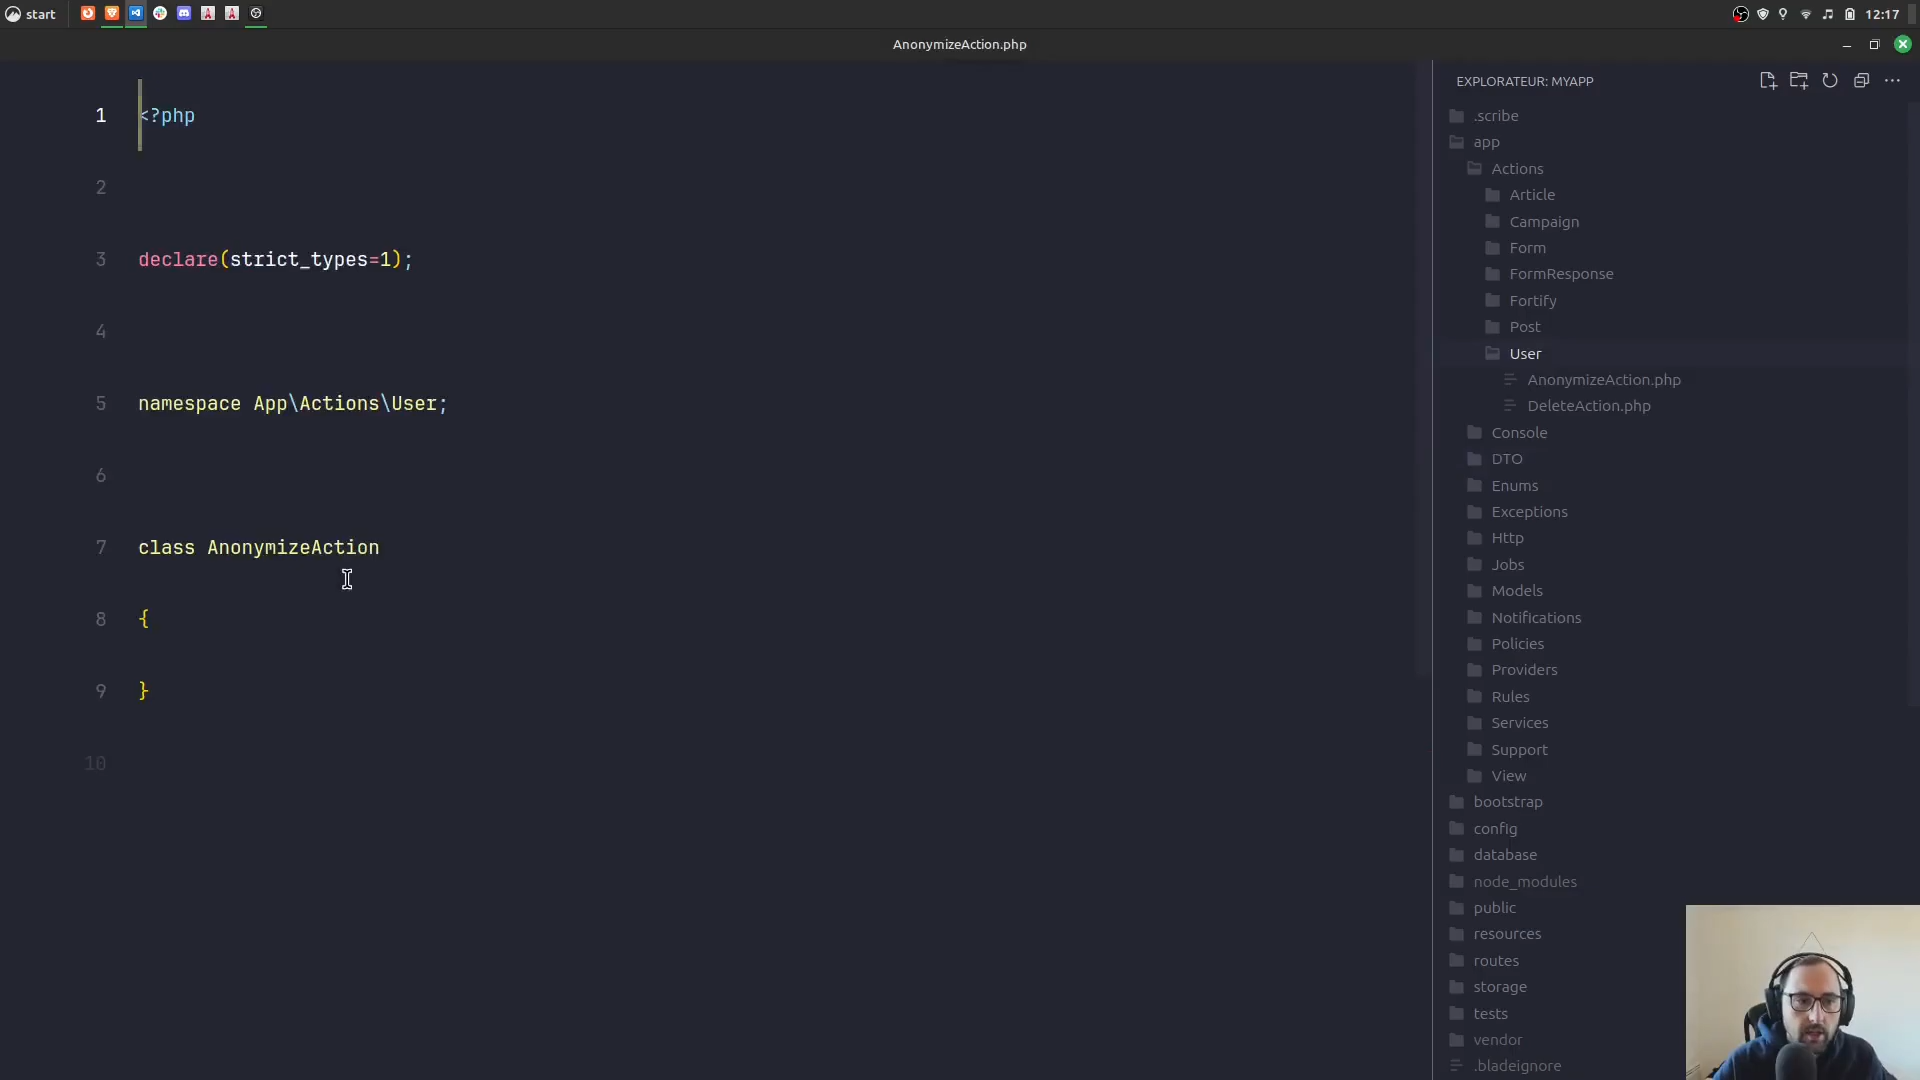 start
12:17
AnonymizeAction.php
1 <?php
2
3 declare(strict_types=1);
4
5 namespace App\Actions\User;
6
7 class AnonymizeAction
8 {
9 }
10
EXPLORATEUR: MYAPP
.scribe
app
Actions
Article
Campaign
Form
FormResponse
Fortify
Post
User
AnonymizeAction.php
DeleteAction.php
Console
DTO
Enums
Exceptions
Http
Jobs
Models
Notifications
Policies
Providers
Rules
Services
Support
View
bootstrap
config
database
node_modules
public
resources
routes
storage
tests
vendor
.bladeignore